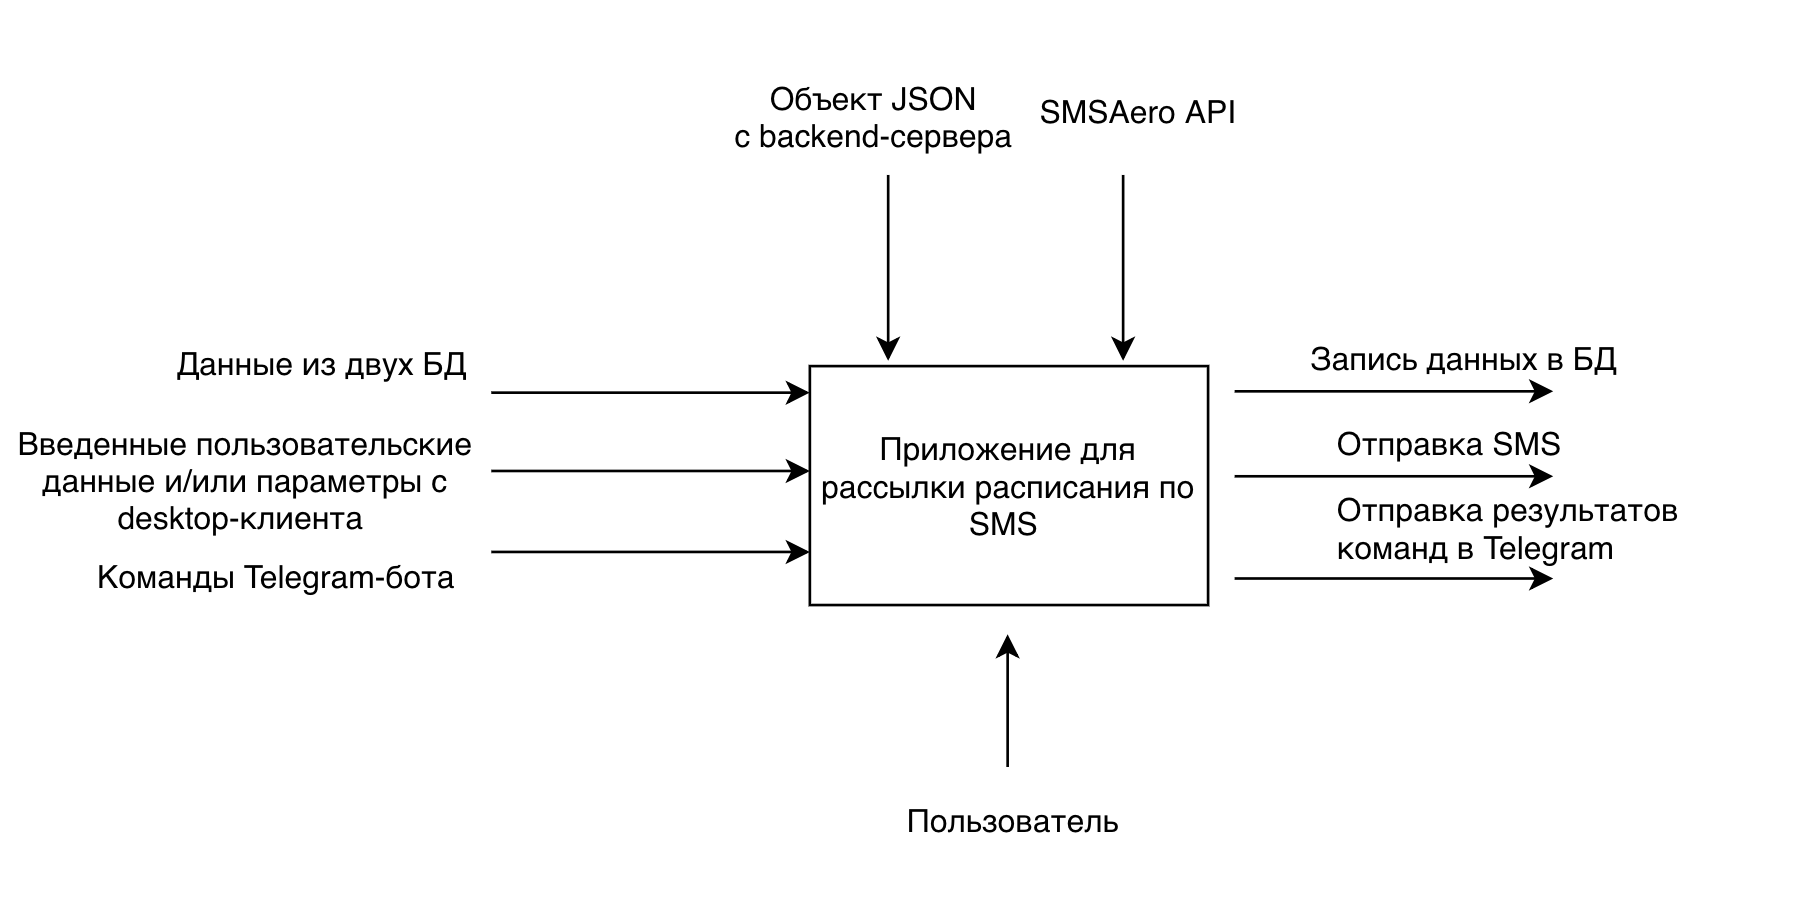 Объект JSON
с backend-сервера
SMSAero API
Данные из двух БД
Введенные пользовательские
данные и/или параметры с
desktop-клиента
Команды Telegram-бота
Приложение для
рассылки расписания по
SMS
Запись данных в БД
Отправка SMS
Отправка результатов
команд в Telegram
Пользователь